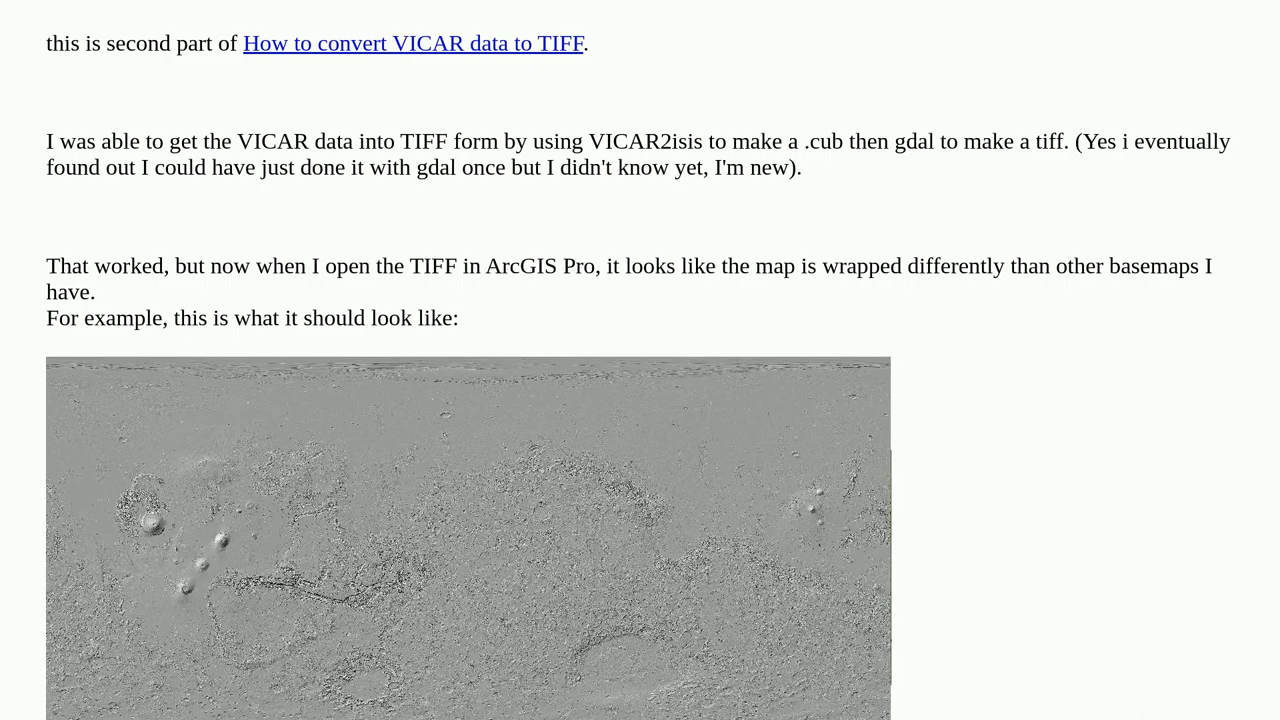 this is second part of How to convert VICAR data to TIFF.
I was able to get the VICAR data into TIFF form by using VICAR2isis to make a .cub then gdal to make a tiff. (Yes i eventually
found out I could have just done it with gdal once but I didn't know yet, I'm new).
That worked, but now when I open the TIFF in ArcGIS Pro, it looks like the map is wrapped differently than other basemaps I
have.
For example, this is what it should look like: